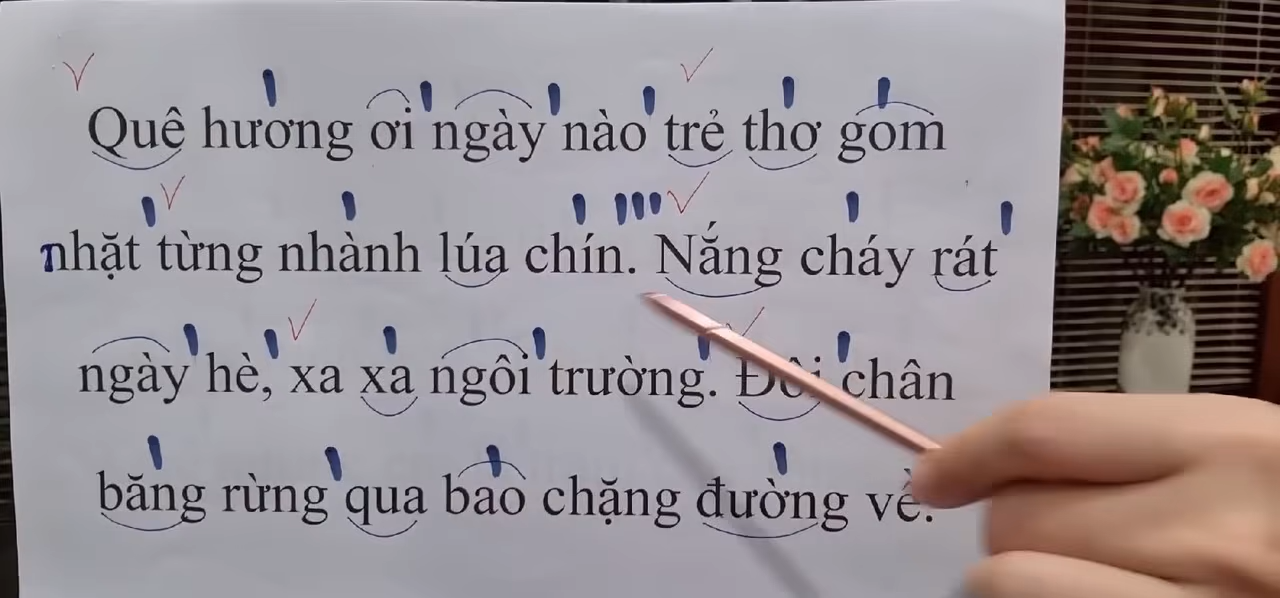 Quê hương ơi ngày nào trẻ thơ gom
nhặt từng nhành lúa chín. Nắng cháy rát
ngày hè, xa xa ngôi trường. Đôi chân
băng rừng qua bao chặng đường về.